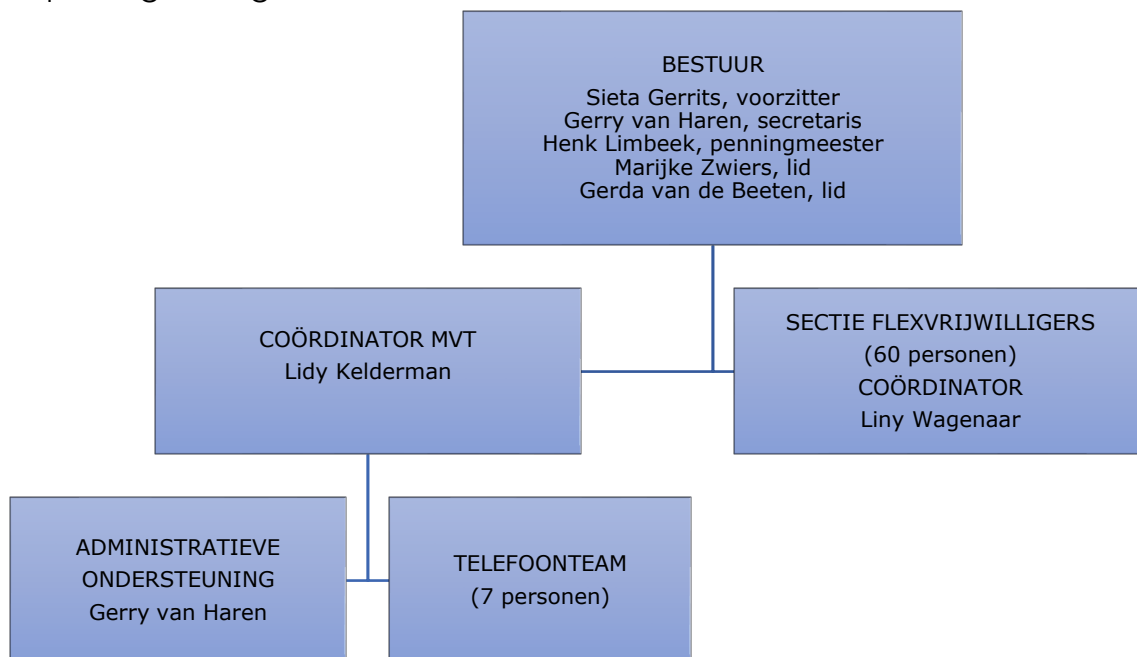 BESTUUR
Sieta Gerrits, voorzitter
Gerry van Haren, secretaris
Henk Limbeek, penningmeester
Marijke Zwiers, lid
Gerda van de Beeten, lid
COÖRDINATOR MVT
Lidy Kelderman
SECTIE FLEXVRIJWILLIGERS
(60 personen)
COÖRDINATOR
Liny Wagenaar
ADMINISTRATIEVE
ONDERSTEUNING
Gerry van Haren
TELEFOONTEAM
(7 personen)